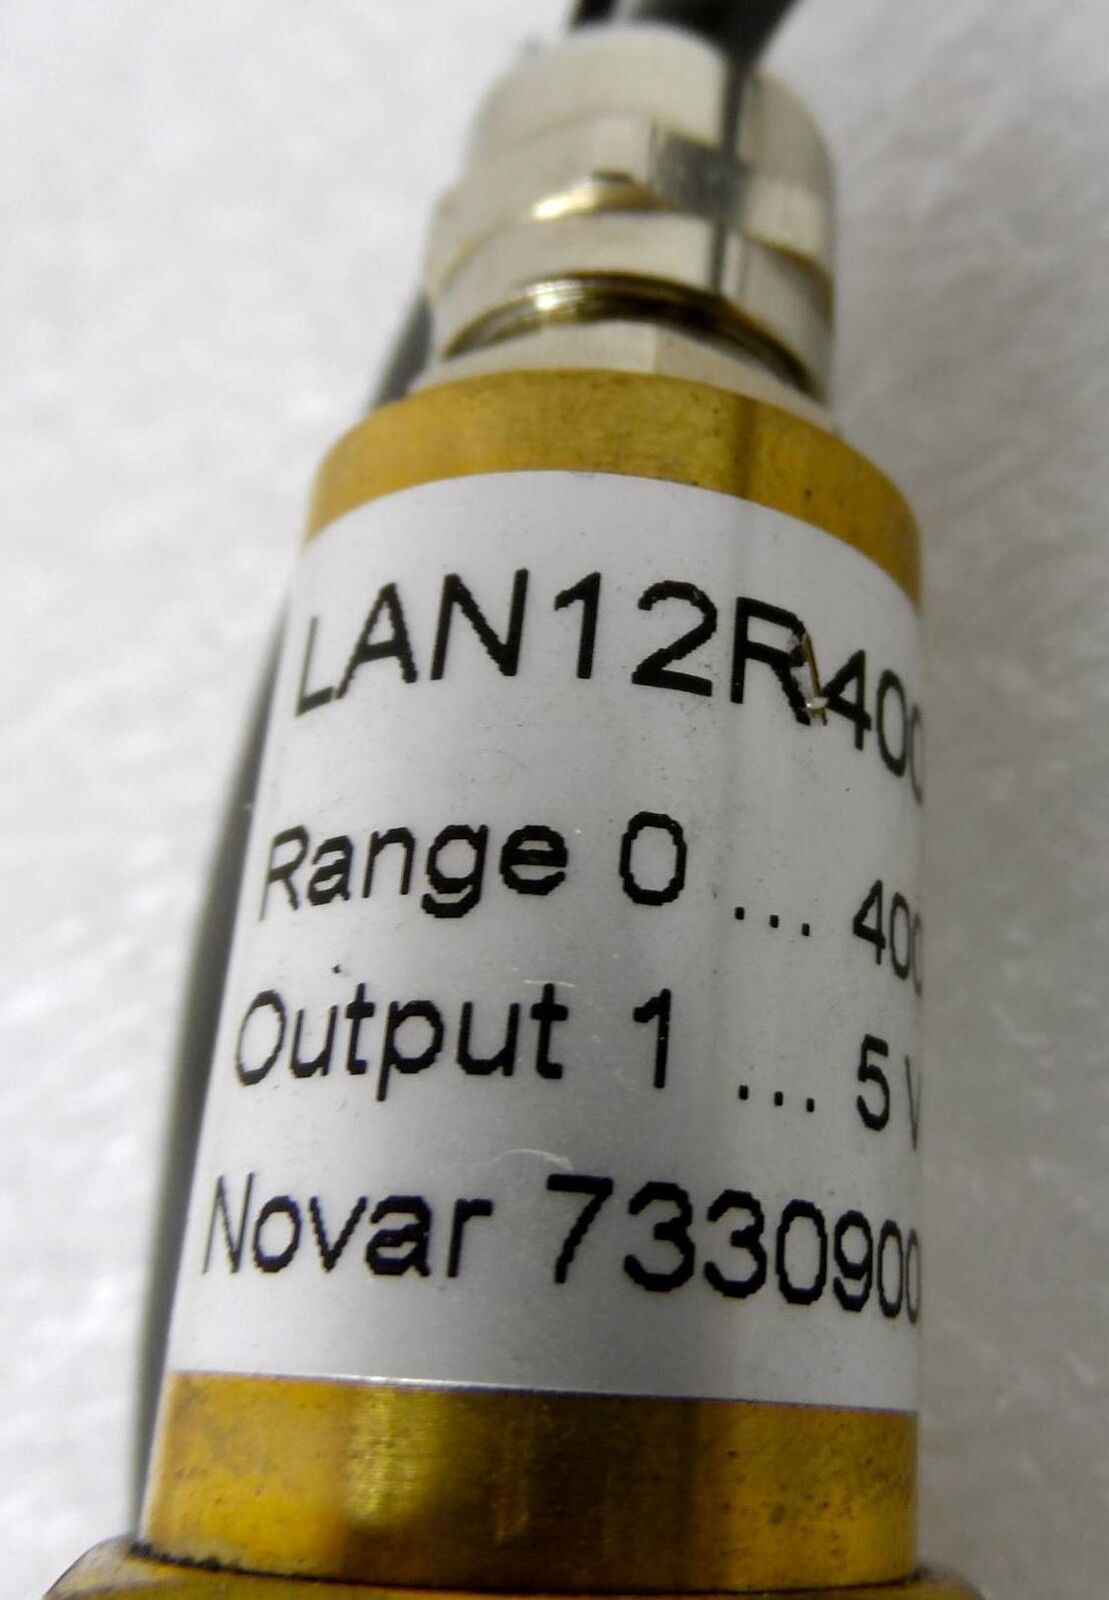 LAN12R400
Range 0 ... 400
Output 1 ... 5 V
Novar 7330900